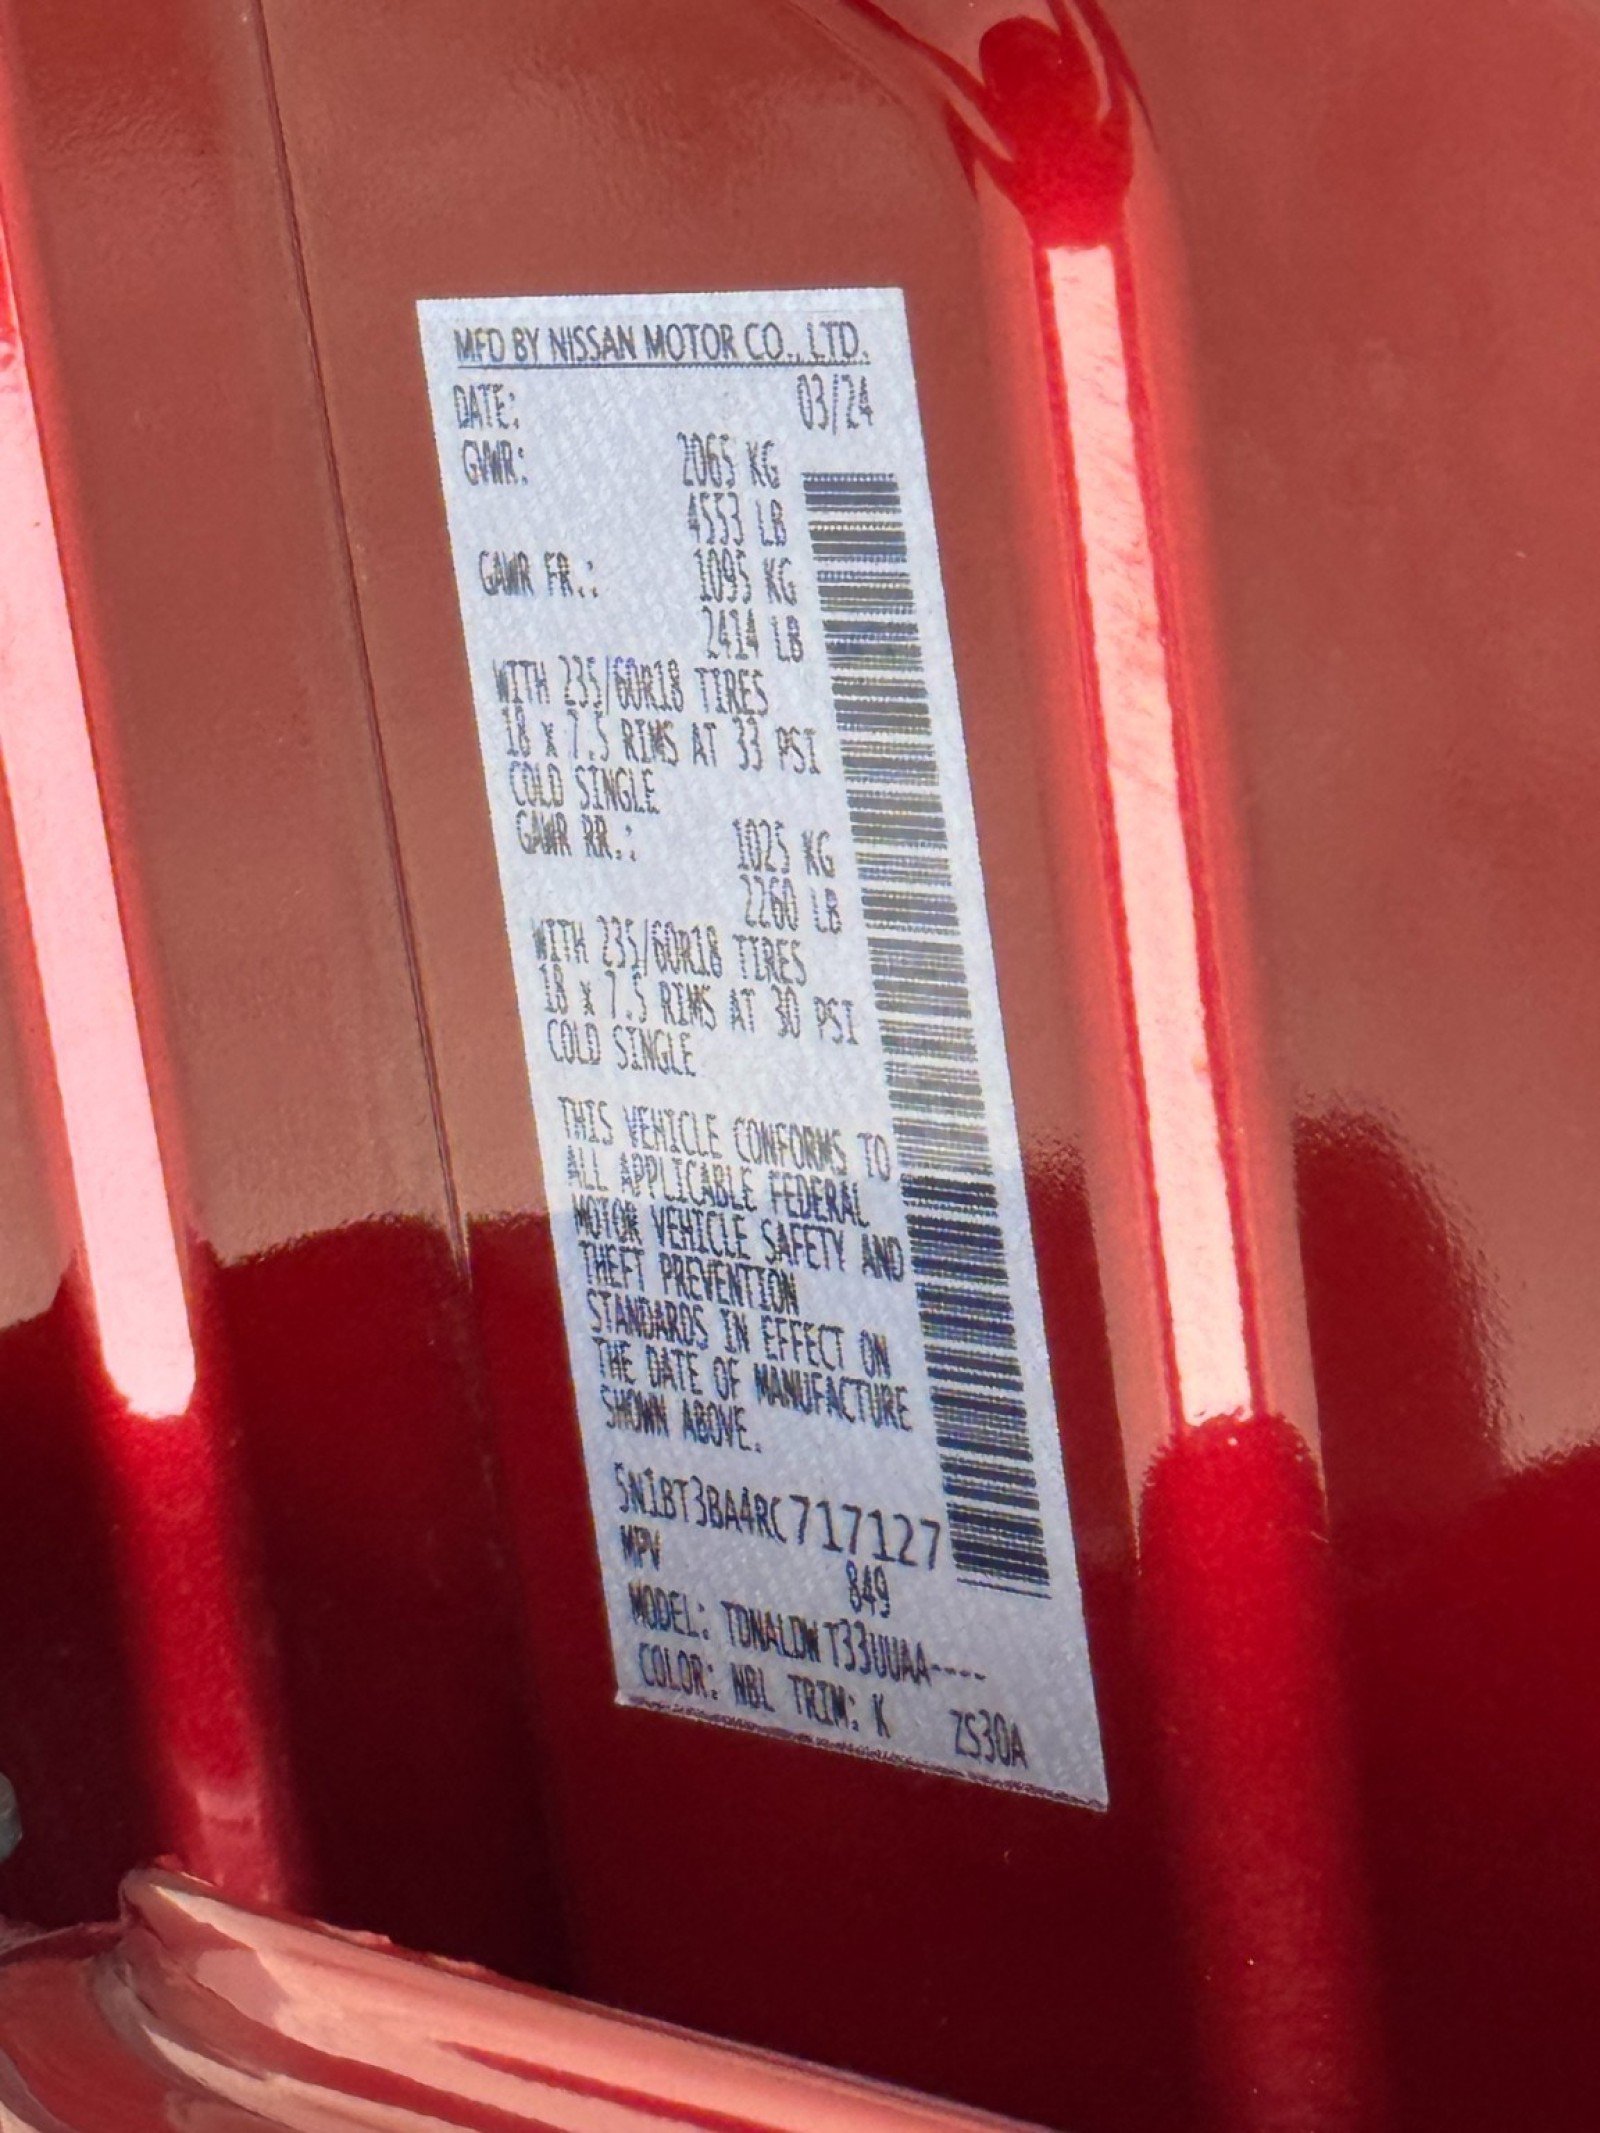 MFD BY NISSAN MOTOR CO., LTD.
DATE: 03/24
GVWR: 2065 KG
4553 LB
GAWR FR.: 1095 KG
2414 LB
WITH 235/60R18 TIRES
18 x 7.5 RIMS AT 33 PSI
COLD SINGLE
GAWR RR.: 1025 KG
2260 LB
WITH 235/60R18 TIRES
18 x 7.5 RIMS AT 30 PSI
COLD SINGLE
THIS VEHICLE CONFORMS TO
ALL APPLICABLE FEDERAL
MOTOR VEHICLE SAFETY AND
THEFT PREVENTION
STANDARDS IN EFFECT ON
THE DATE OF MANUFACTURE
SHOWN ABOVE.
5N1BT3BA4RC717127
MPV 849
MODEL: TDNALDWT33UUAA----
COLOR: NBL TRIM: K ZS30A